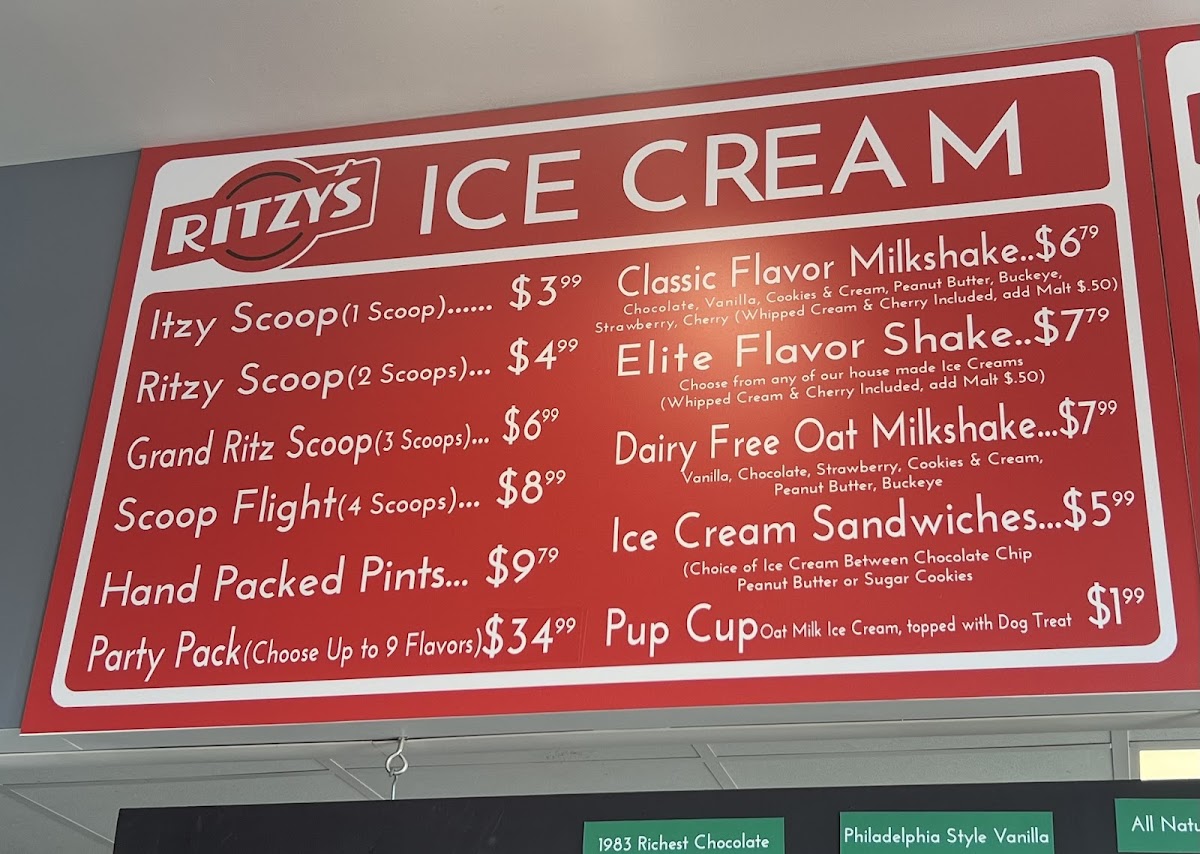 RITZY'S ICE CREAM
Itzy Scoop(1 Scoop)...... $3.99
Ritzy Scoop(2 Scoops)... $4.99
Grand Ritz Scoop(3 Scoops)... $6.99
Scoop Flight(4 Scoops)... $8.99
Hand Packed Pints... $9.79
Party Pack(Choose Up to 9 Flavors)$34.99
Classic Flavor Milkshake..$6.79
Chocolate, Vanilla, Cookies & Cream, Peanut Butter, Buckeye,
Strawberry, Cherry (Whipped Cream & Cherry Included, add Malt $.50)
Elite Flavor Shake..$7.79
Choose from any of our house made Ice Creams
(Whipped Cream & Cherry Included, add Malt $.50)
Dairy Free Oat Milkshake...$7.99
Vanilla, Chocolate, Strawberry, Cookies & Cream,
Peanut Butter, Buckeye
Ice Cream Sandwiches...$5.99
(Choice of Ice Cream Between Chocolate Chip
Peanut Butter or Sugar Cookies
Pup Cup Oat Milk Ice Cream, topped with Dog Treat $1.99
1983 Richest Chocolate
Philadelphia Style Vanilla
All